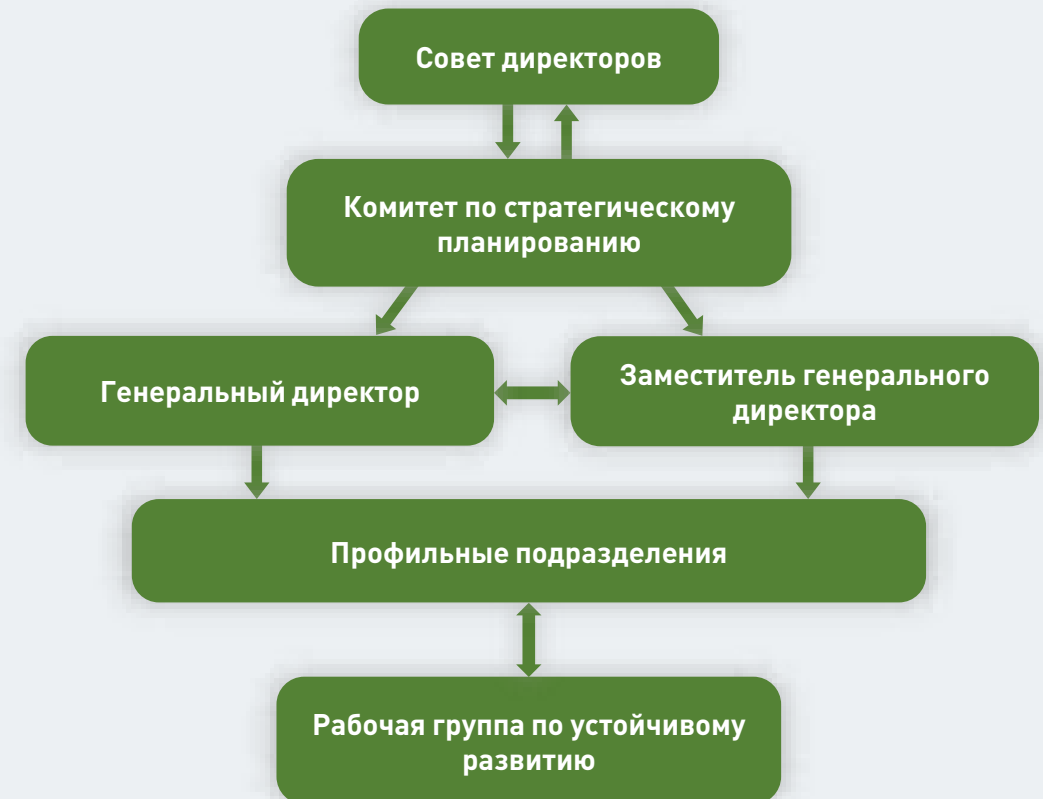 Совет директоров
Комитет по стратегическому
планированию
Генеральный директор
Заместитель генерального
директора
Профильные подразделения
Рабочая группа по устойчивому
развитию